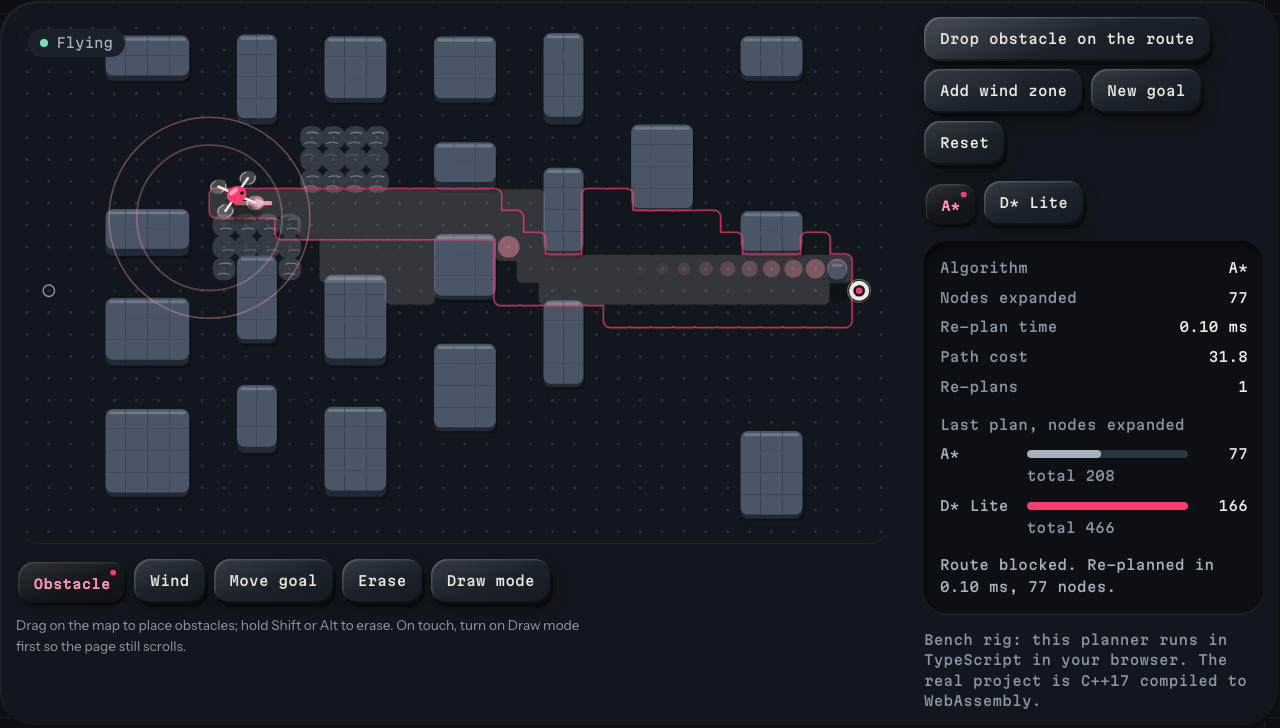 Flying
Drop obstacle on the route
Add wind zone
New goal
Reset
A*
D* Lite
Algorithm A*
Nodes expanded 77
Re-plan time 0.10 ms
Path cost 31.8
Re-plans 1
Last plan, nodes expanded
A* 77
total 208
D* Lite 166
total 466
Route blocked. Re-planned in
0.10 ms, 77 nodes.
Bench rig: this planner runs in
TypeScript in your browser. The
real project is C++17 compiled to
WebAssembly.
Obstacle
Wind
Move goal
Erase
Draw mode
Drag on the map to place obstacles; hold Shift or Alt to erase. On touch, turn on Draw mode
first so the page still scrolls.